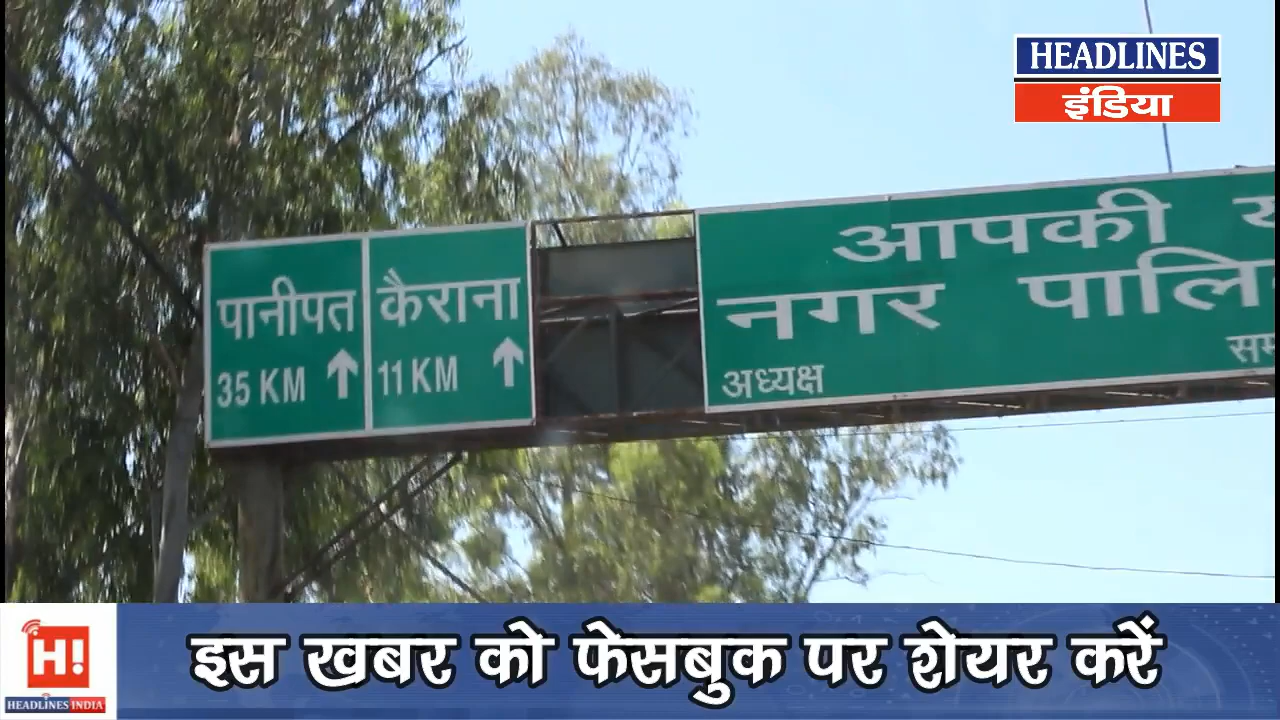 HEADLINES
इंडिया
पानीपत
35 KM
कैराना
11 KM
आपकी
नगर
अध्यक्ष
H!
HEADLINES INDIA
इस खबर को फेसबुक पर शेयर करें